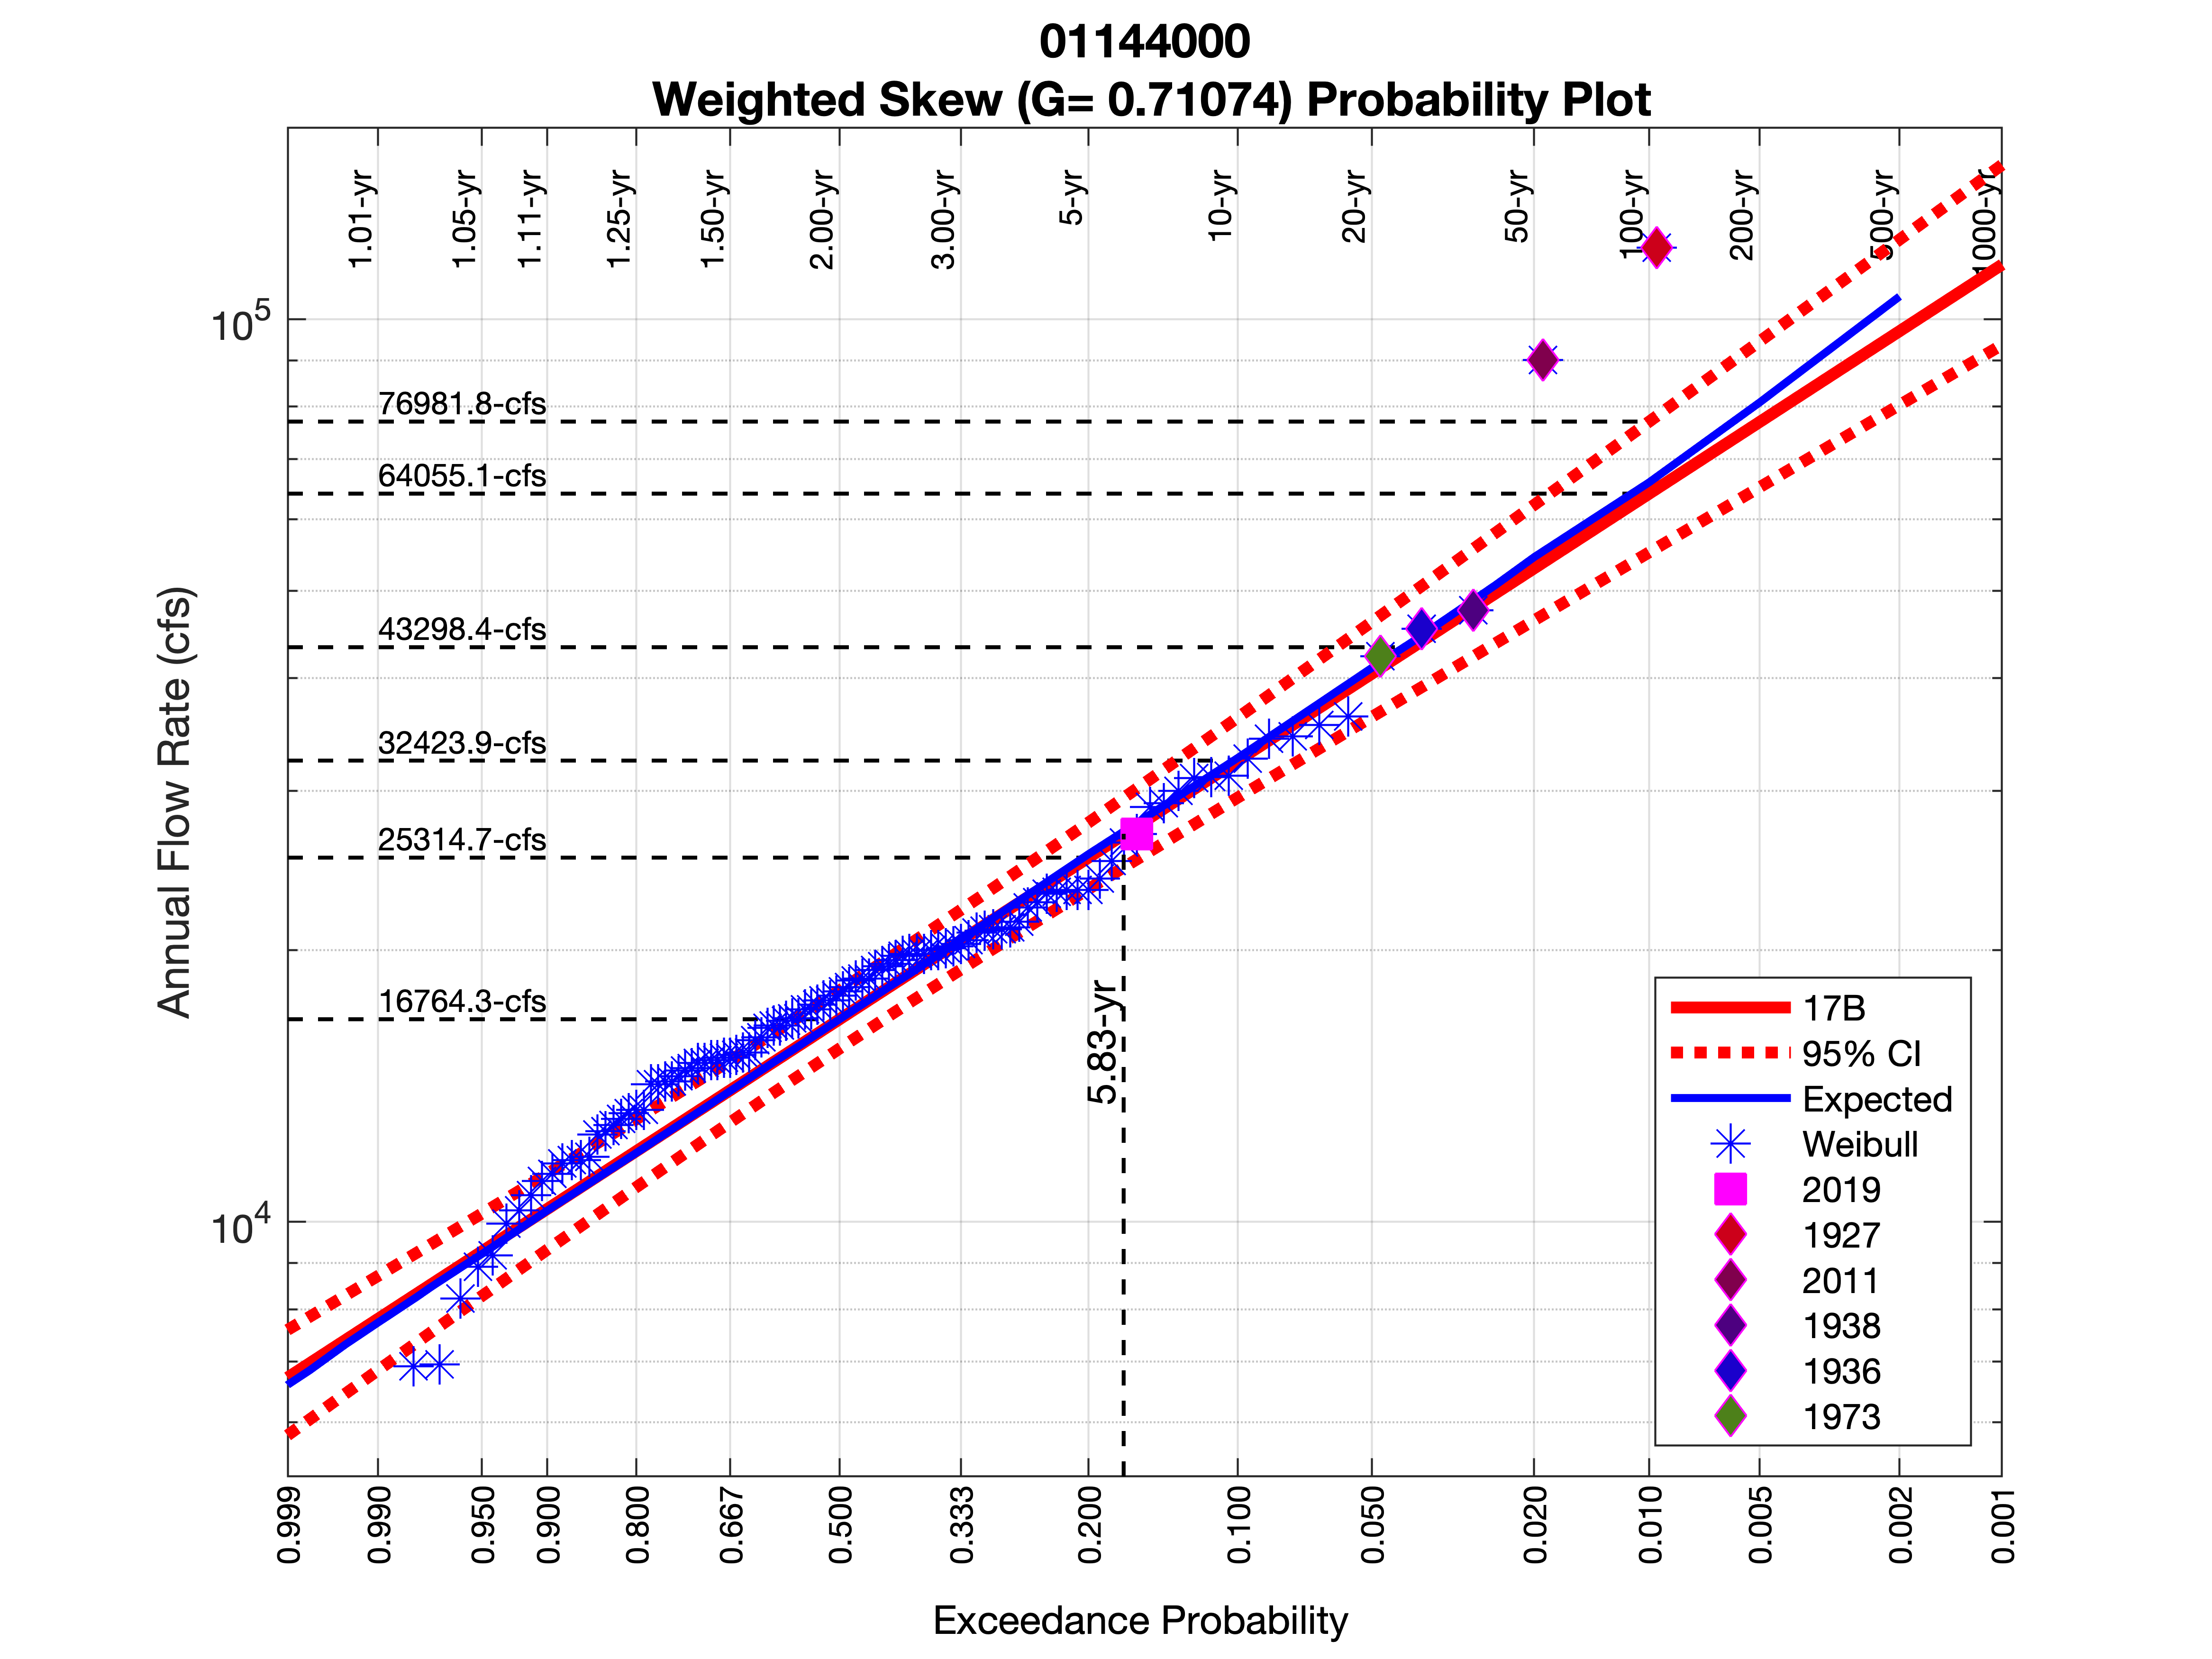 01144000
Weighted Skew (G= 0.71074) Probability Plot
1.01-yr
1.05-yr
1.11-yr
1.25-yr
1.50-yr
2.00-yr
3.00-yr
5-yr
10-yr
20-yr
50-yr
100-yr
200-yr
500-yr
1000-yr
10^5
10^4
Annual Flow Rate (cfs)
76981.8-cfs
64055.1-cfs
43298.4-cfs
32423.9-cfs
25314.7-cfs
16764.3-cfs
5.83-yr
17B
95% CI
Expected
Weibull
2019
1927
2011
1938
1936
1973
0.999
0.990
0.950
0.900
0.800
0.667
0.500
0.333
0.200
0.100
0.050
0.020
0.010
0.005
0.002
0.001
Exceedance Probability